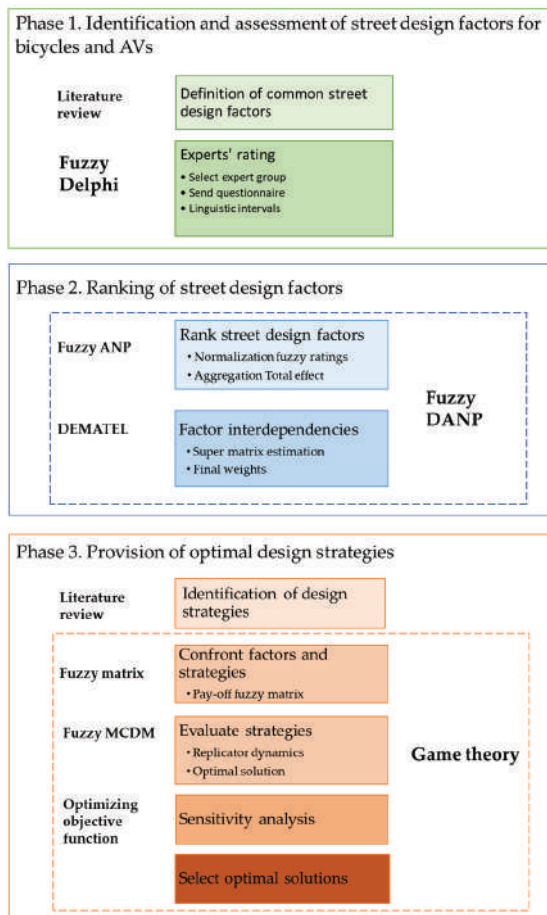 Phase 1. Identification and assessment of street design factors for
bicycles and AVs
Literature
review
Definition of common street
design factors
Fuzzy
Delphi
Experts' rating
• Select expert group
• Send questionnaire
• Linguistic intervals
Phase 2. Ranking of street design factors
Fuzzy ANP
Rank street design factors
• Normalization fuzzy ratings
• Aggregation Total effect
DEMATEL
Factor interdependencies
• Super matrix estimation
• Final weights
Fuzzy
DANP
Phase 3. Provision of optimal design strategies
Literature
review
Identification of design
strategies
Fuzzy matrix
Confront factors and
strategies
• Pay-off fuzzy matrix
Fuzzy MCDM
Evaluate strategies
• Replicator dynamics
• Optimal solution
Game theory
Optimizing
objective
function
Sensitivity analysis
Select optimal solutions